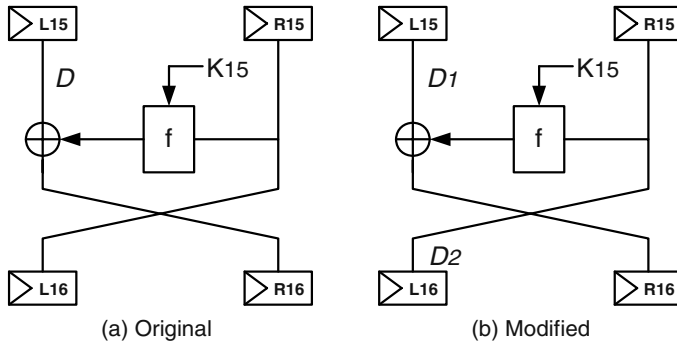 L15 R15 L15 R15
D K15 D1 K15
f f
D2
L16 R16 L16 R16
(a) Original (b) Modified